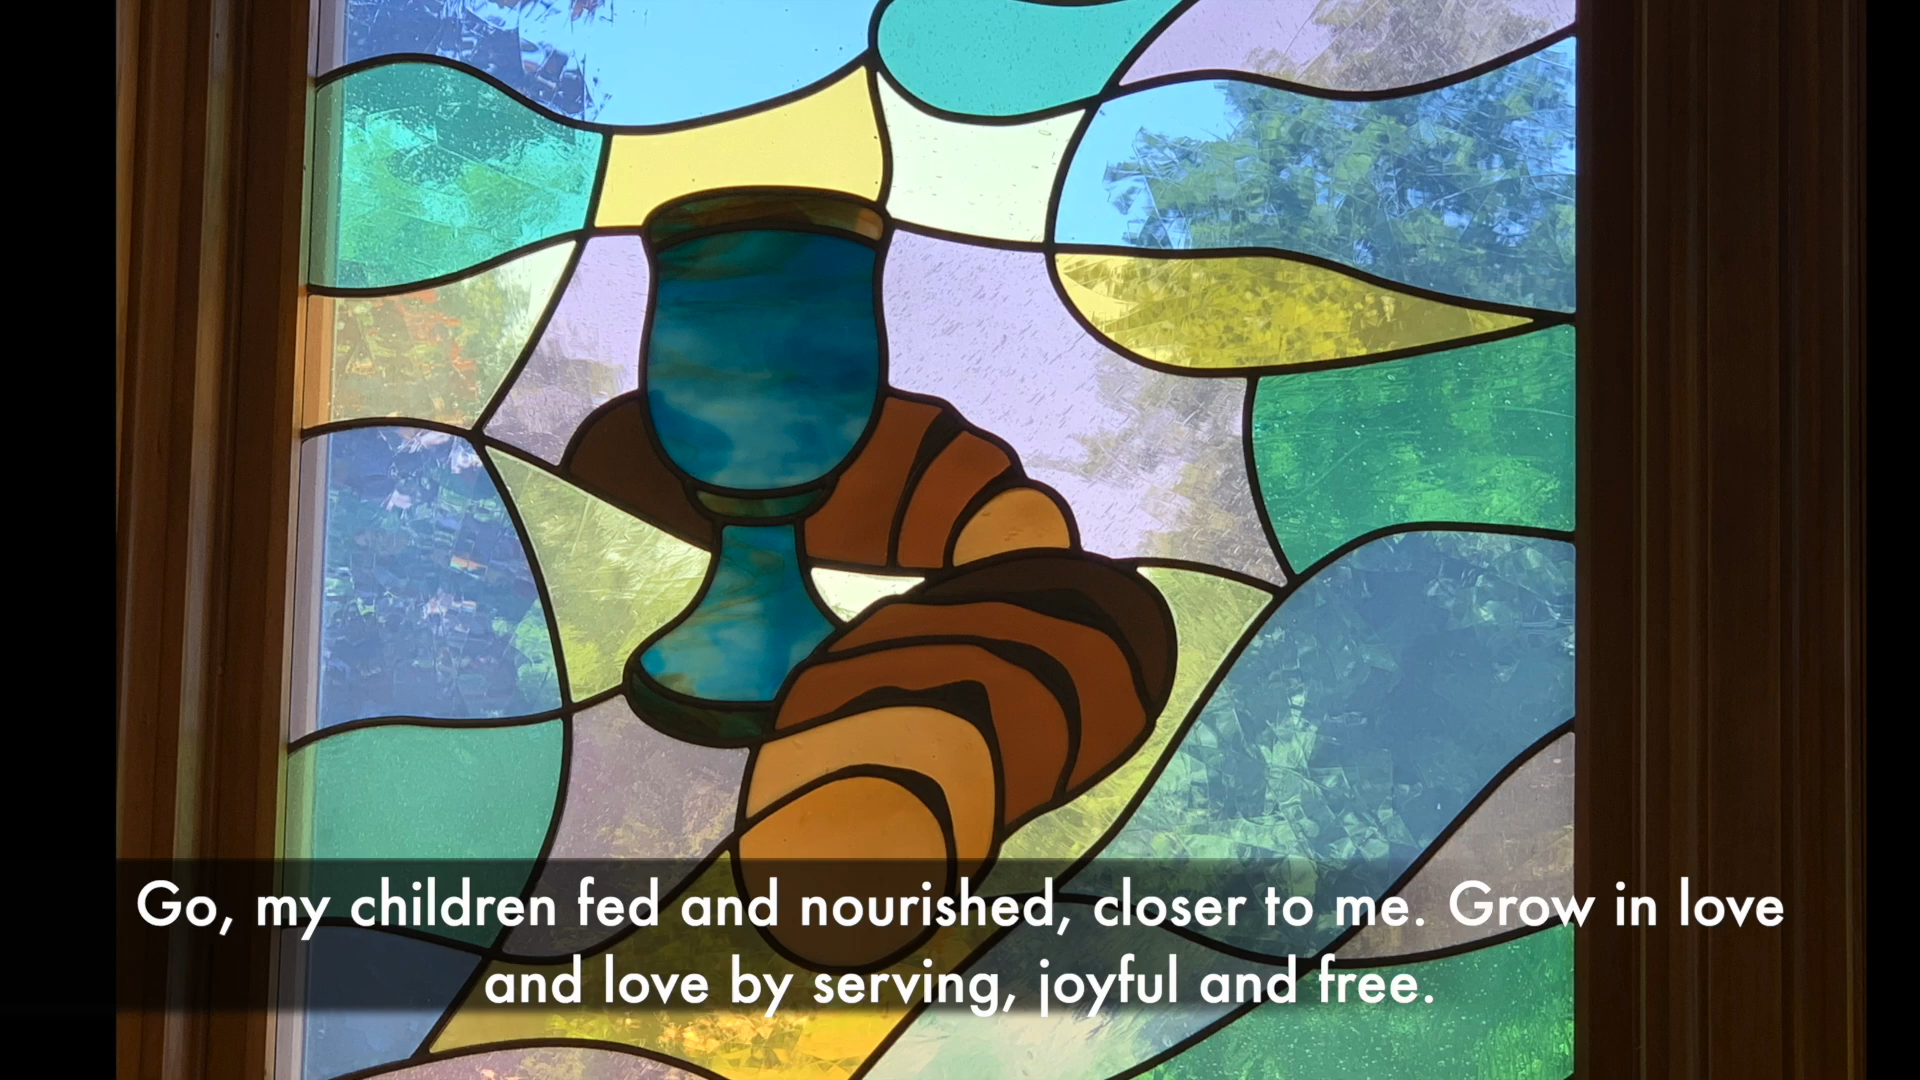 Go, my children fed and nourished, closer to me. Grow in love
and love by serving, joyful and free.